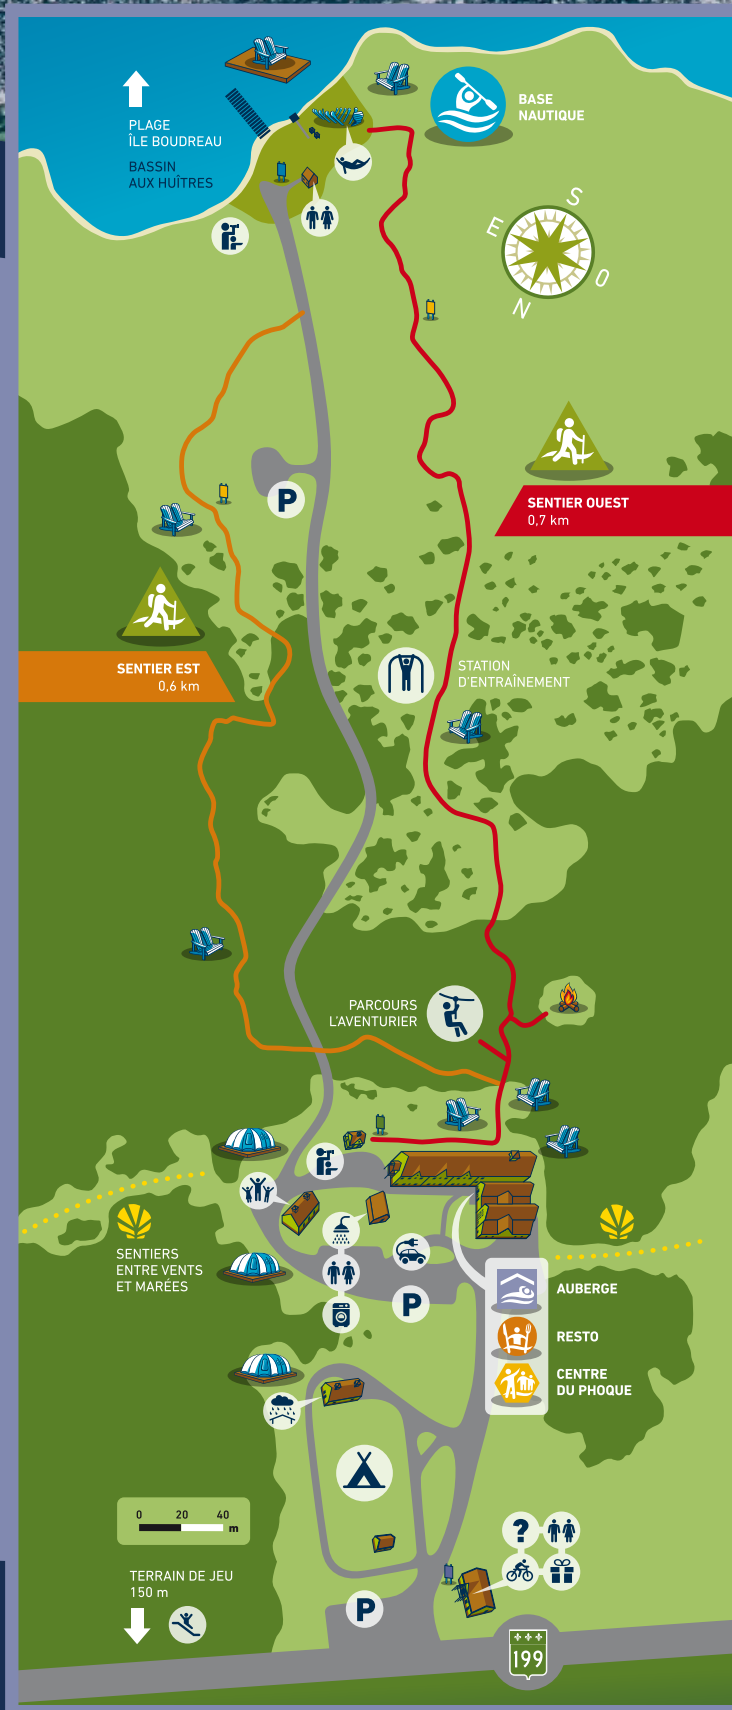 PLAGE
ÎLE BOUDREAU
BASSIN
AUX HUÎTRES
BASE
NAUTIQUE
S
E
O
N
P
SENTIER OUEST
0,7 km
SENTIER EST
0,6 km
STATION
D'ENTRAÎNEMENT
PARCOURS
L'AVENTURIER
SENTIERS
ENTRE VENTS
ET MARÉES
P
AUBERGE
RESTO
CENTRE
DU PHOQUE
0 20 40
m
?
TERRAIN DE JEU
150 m
P
199